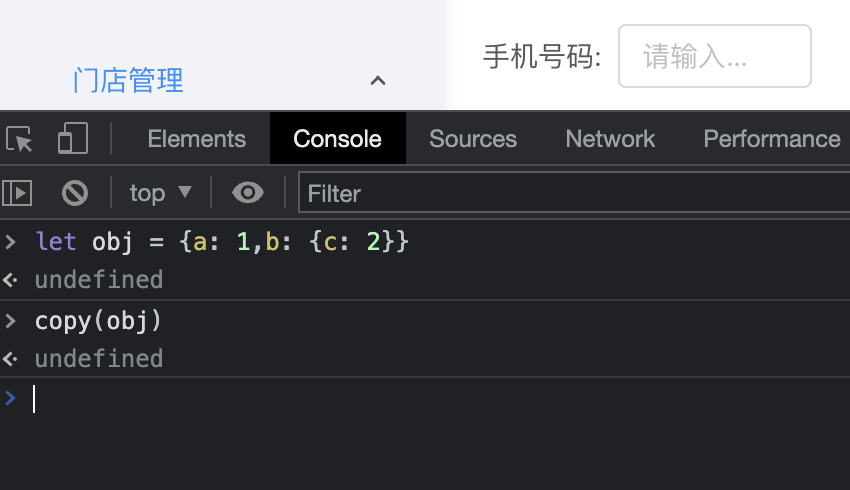 手机号码: 请输入...
门店管理
Elements Console Sources Network Performance
top ▼ Filter
> let obj = {a: 1,b: {c: 2}}
undefined
> copy(obj)
undefined
>